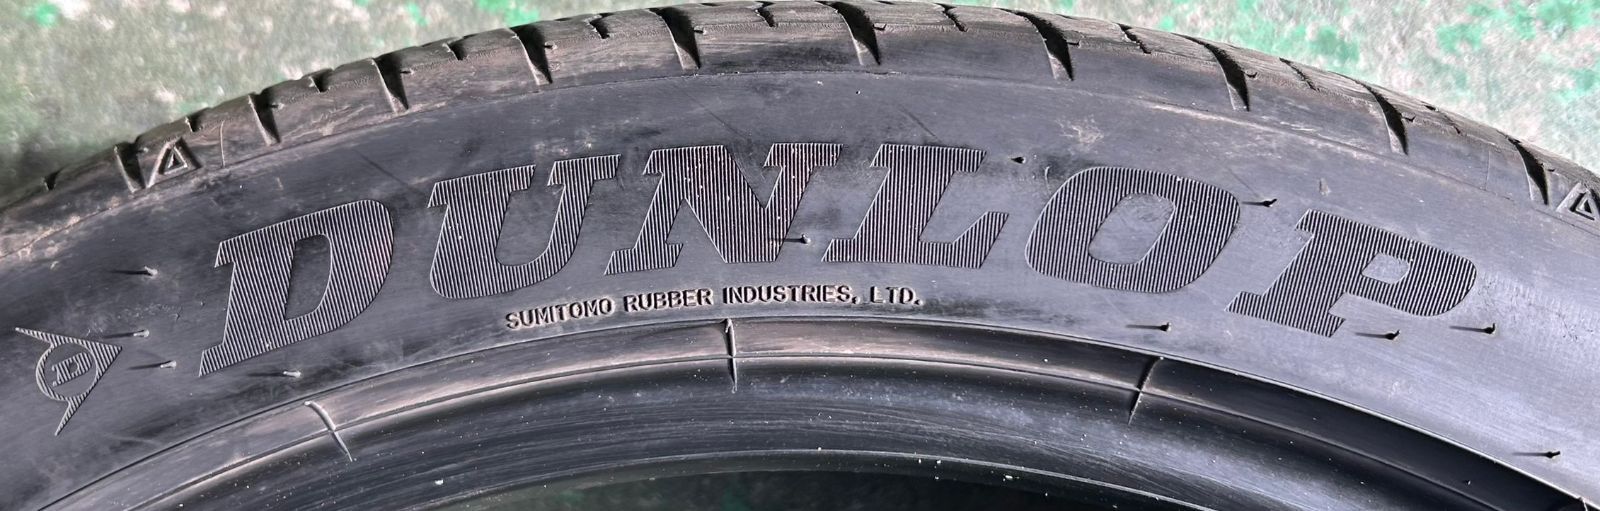 DUNLOP
SUMITOMO RUBBER INDUSTRIES, LTD.